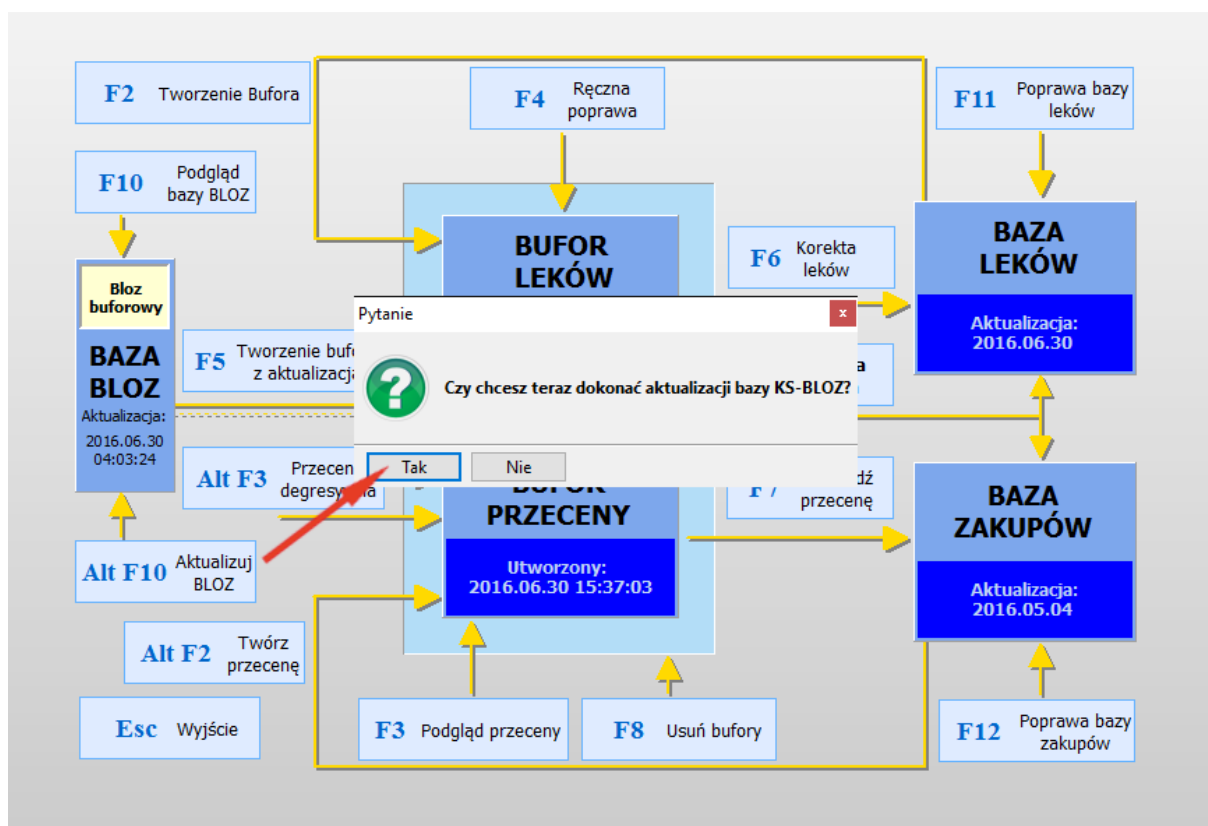 F2 Tworzenie Bufora
F4 Ręczna
poprawa
F11 Poprawa bazy
leków
F10 Podgląd
bazy BLOZ
BUFOR
LEKÓW
F6 Korekta
leków
BAZA
LEKÓW
Aktualizacja:
2016.06.30
Bloz
buforowy
BAZA
BLOZ
Aktualizacja:
2016.06.30
04:03:24
F5 Tworzenie
z aktualizacj
Pytanie
x
Czy chcesz teraz dokonać aktualizacji bazy KS-BLOZ?
Tak
Nie
Alt F3
BUFOR
PRZECENY
Utworzony:
2016.06.30 15:37:03
F7
przecenę
BAZA
ZAKUPÓW
Aktualizacja:
2016.05.04
Alt F10 Aktualizuj
BLOZ
Alt F2 Twórz
przecenę
Esc Wyjście
F3 Podgląd przeceny
F8 Usuń bufory
F12 Poprawa bazy
zakupów